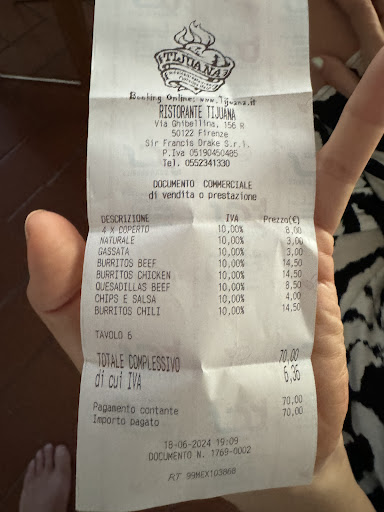 TIJUANA
Booking Online: www.Tijuana.it
RISTORANTE TIJUANA
Via Ghibellina, 156 R
50122 Firenze
Sir Francis Drake S.r.l.
P.Iva 05190450485
Tel. 0552341330
DOCUMENTO COMMERCIALE
di vendita o prestazione
DESCRIZIONE IVA Prezzo(€)
4 X COPERTO 10,00% 8,00
NATURALE 10,00% 3,00
GASSATA 10,00% 3,00
BURRITOS BEEF 10,00% 14,50
BURRITOS CHICKEN 10,00% 14,50
QUESADILLAS BEEF 10,00% 8,50
CHIPS E SALSA 10,00% 4,00
BURRITOS CHILI 10,00% 14,50
TAVOLO 6
TOTALE COMPLESSIVO 70,00
di cui IVA 6,36
Pagamento contante 70,00
Importo pagato 70,00
18-06-2024 19:09
DOCUMENTO N. 1769-0002
RT 99MEX103860